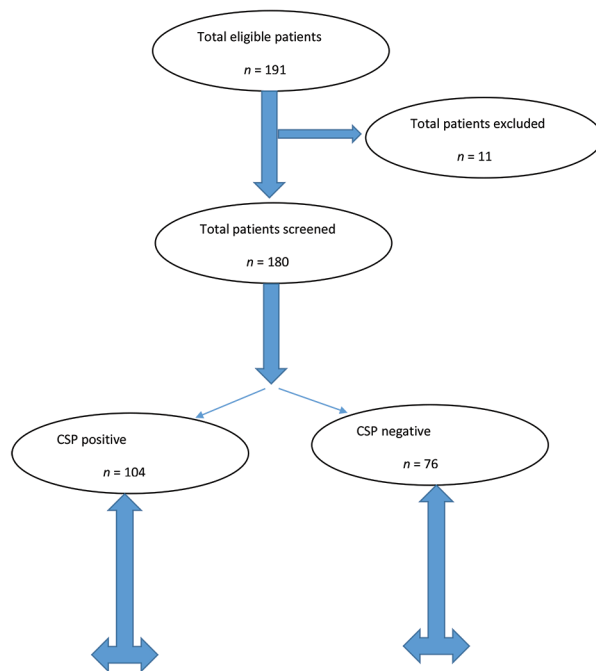 Total eligible patients
n = 191
Total patients excluded
n = 11
Total patients screened
n = 180
CSP positive
n = 104
CSP negative
n = 76